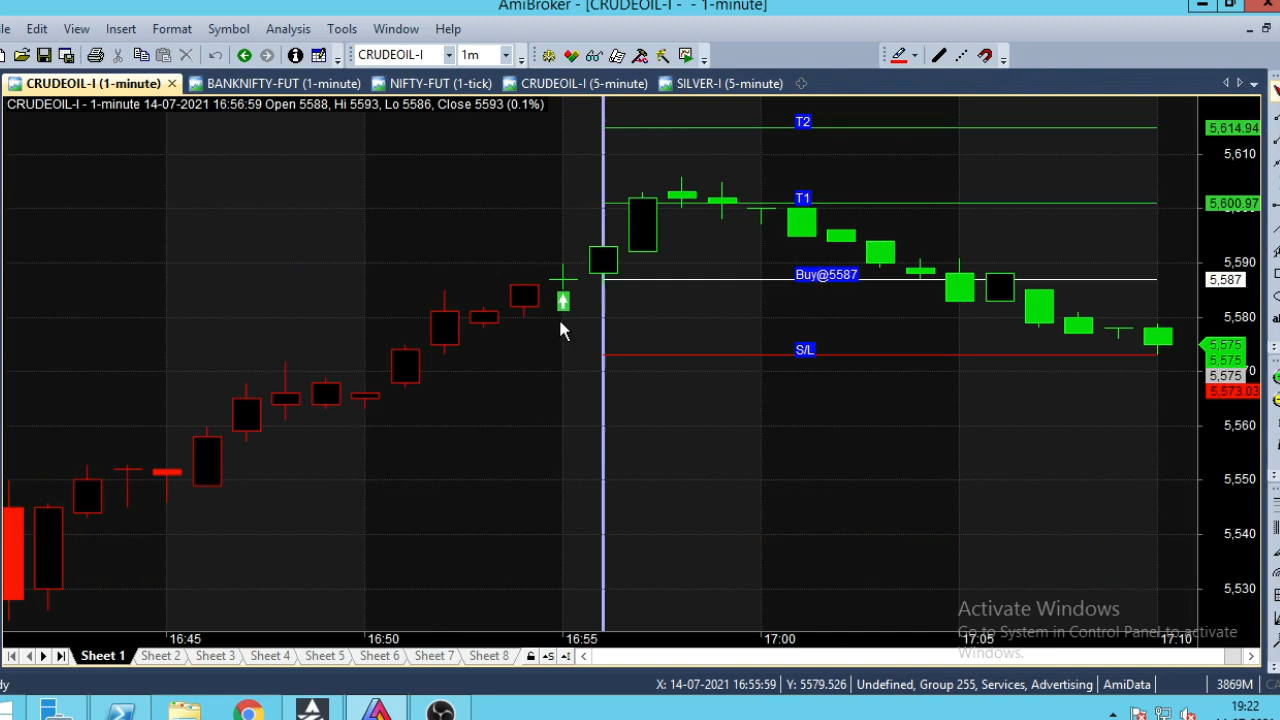 AmiBroker - [CRUDEOIL-I - - 1-minute]
Edit View Insert Format Symbol Analysis Tools Window Help
CRUDEOIL-I 1m
CRUDEOIL-I (1-minute) BANKNIFTY-FUT (1-minute) NIFTY-FUT (1-tick) CRUDEOIL-I (5-minute) SILVER-I (5-minute)
CRUDEOIL-I - 1-minute 14-07-2021 16:56:59 Open 5588, Hi 5593, Lo 5586, Close 5593 (0.1%)
T2
5,614.94
5,610
T1
5,600.97
5,590
Buy@5587
5,587
5,580
S/L
5,575
5,575
5,575
5,573.03
5,560
5,550
5,540
5,530
Activate Windows
Go to System in Control Panel to activate
Windows.
16:45 16:50 16:55 17:00 17:05 17:10
Sheet 1 Sheet 2 Sheet 3 Sheet 4 Sheet 5 Sheet 6 Sheet 7 Sheet 8
X: 14-07-2021 16:55:59 Y: 5579.526 Undefined, Group 255, Services, Advertising AmiData 3869M
19:22